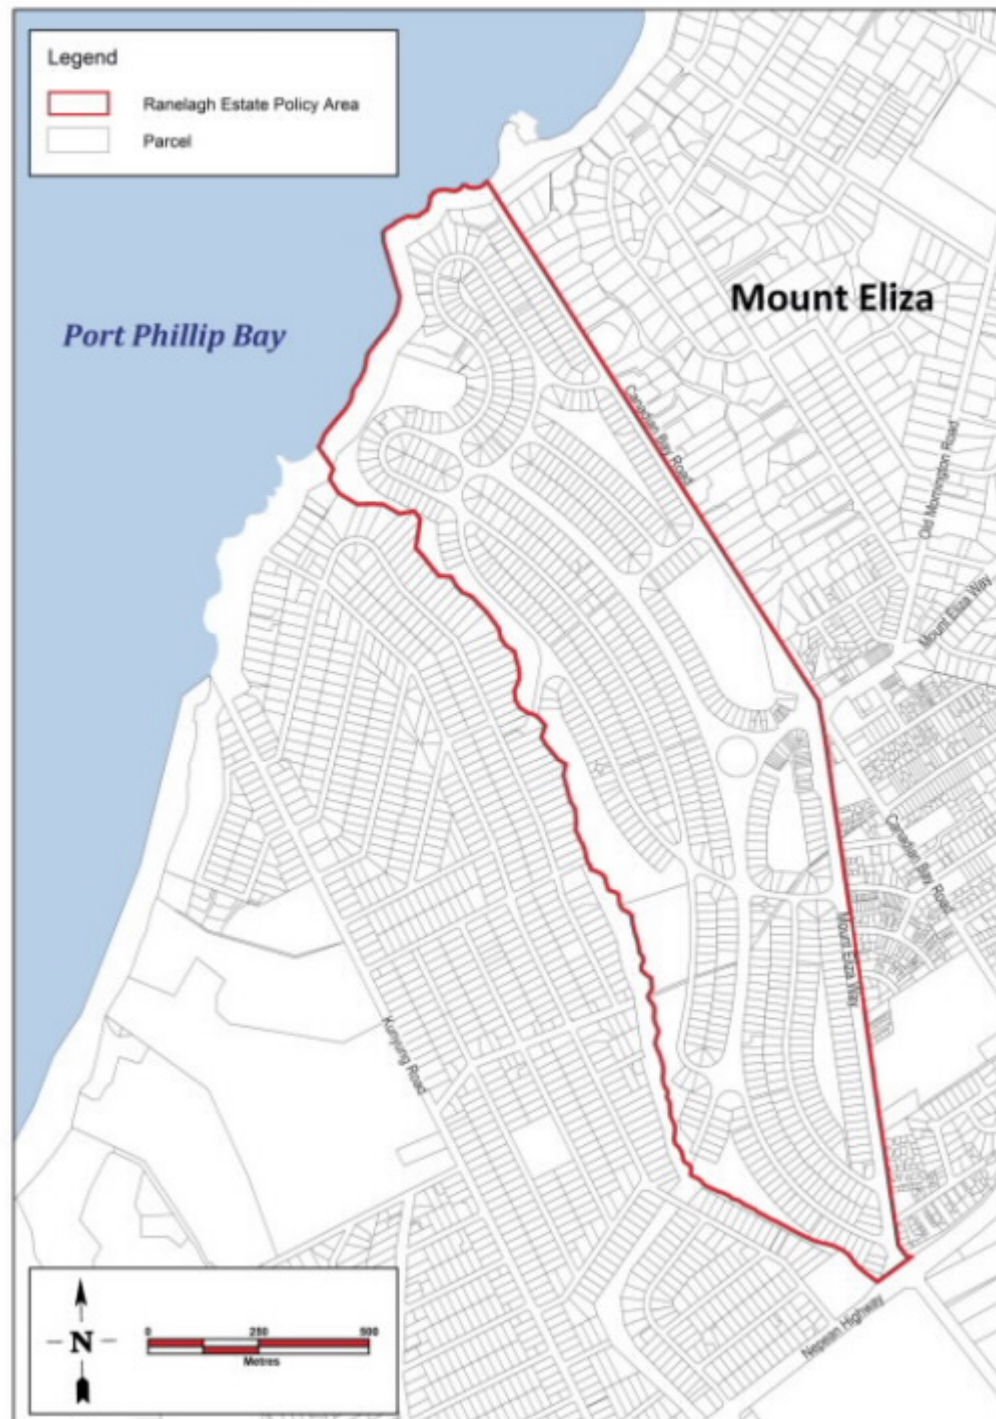 Legend
Ranelagh Estate Policy Area
Parcel
Mount Eliza
Port Phillip Bay
Canadian Bay Road
Old Mornington Road
Mount Eliza Way
Canadian Bay Road
Mount Eliza Way
Kunyung Road
Nepean Highway
N
0 250 500
Metres